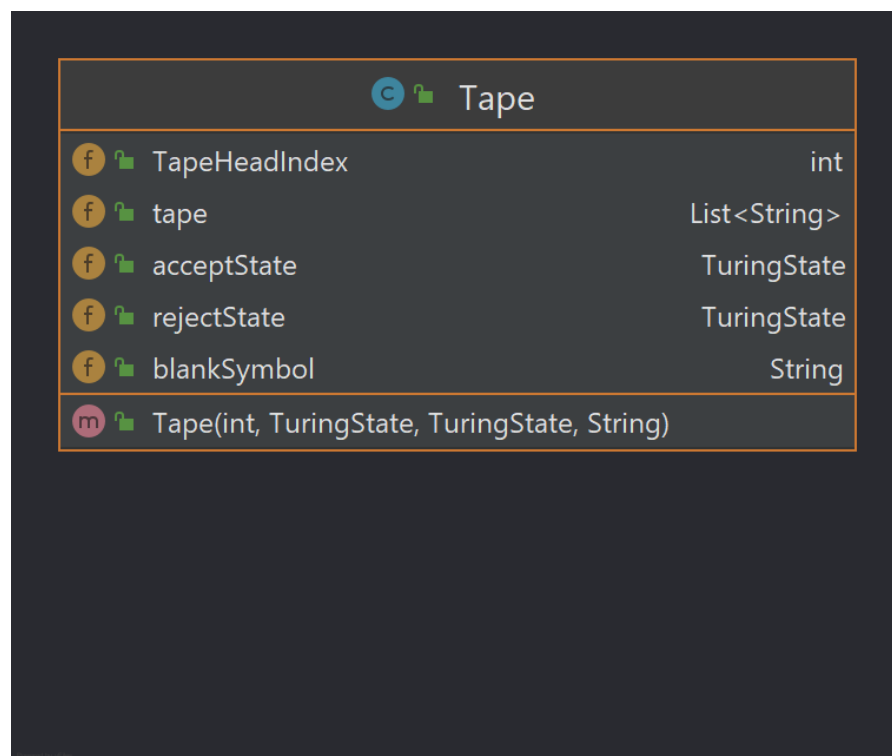 C Tape
f TapeHeadIndex int
f tape List<String>
f acceptState TuringState
f rejectState TuringState
f blankSymbol String
m Tape(int, TuringState, TuringState, String)